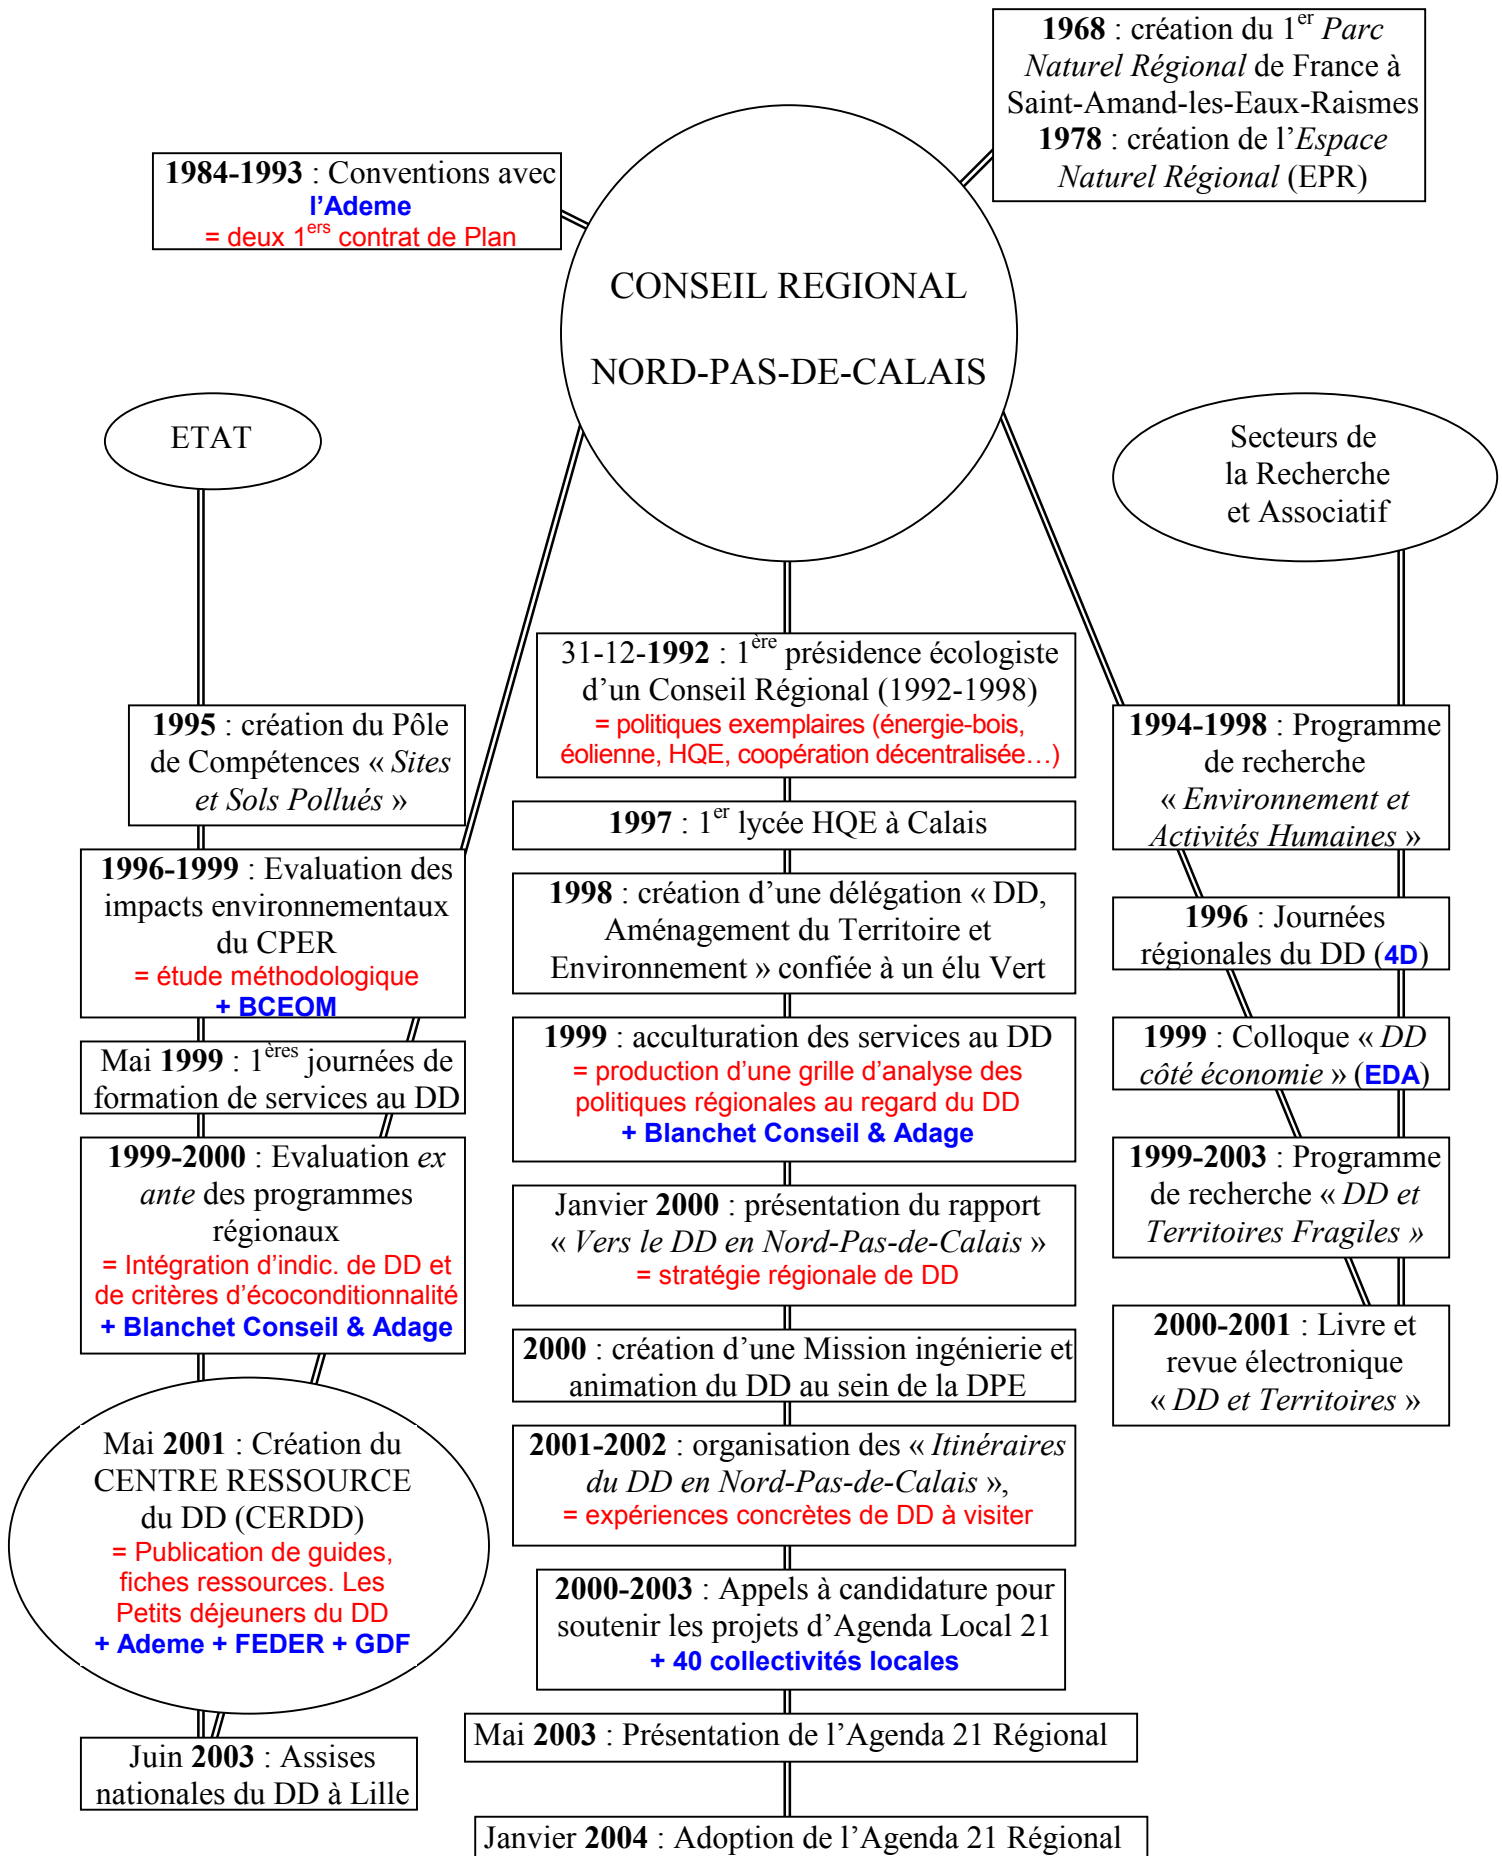 1968 : création du 1er Parc
Naturel Régional de France à
Saint-Amand-les-Eaux-Raismes
1978 : création de l’Espace
Naturel Régional (EPR)
1984-1993 : Conventions avec
l’Ademe
= deux 1ers contrat de Plan
CONSEIL REGIONAL
NORD-PAS-DE-CALAIS
ETAT
Secteurs de
la Recherche
et Associatif
1995 : création du Pôle
de Compétences « Sites
et Sols Pollués »
1996-1999 : Evaluation des
impacts environnementaux
du CPER
= étude méthodologique
+ BCEOM
Mai 1999 : 1ères journées de
formation de services au DD
1999-2000 : Evaluation ex
ante des programmes
régionaux
= Intégration d’indic. de DD et
de critères d’écoconditionnalité
+ Blanchet Conseil & Adage
Mai 2001 : Création du
CENTRE RESSOURCE
du DD (CERDD)
= Publication de guides,
fiches ressources. Les
Petits déjeuners du DD
+ Ademe + FEDER + GDF
Juin 2003 : Assises
nationales du DD à Lille
31-12-1992 : 1ère présidence écologiste
d’un Conseil Régional (1992-1998)
= politiques exemplaires (énergie-bois,
éolienne, HQE, coopération décentralisée…)
1997 : 1er lycée HQE à Calais
1998 : création d’une délégation « DD,
Aménagement du Territoire et
Environnement » confiée à un élu Vert
1999 : acculturation des services au DD
= production d’une grille d’analyse des
politiques régionales au regard du DD
+ Blanchet Conseil & Adage
Janvier 2000 : présentation du rapport
« Vers le DD en Nord-Pas-de-Calais »
= stratégie régionale de DD
2000 : création d’une Mission ingénierie et
animation du DD au sein de la DPE
2001-2002 : organisation des « Itinéraires
du DD en Nord-Pas-de-Calais »,
= expériences concrètes de DD à visiter
2000-2003 : Appels à candidature pour
soutenir les projets d’Agenda Local 21
+ 40 collectivités locales
Mai 2003 : Présentation de l’Agenda 21 Régional
Janvier 2004 : Adoption de l’Agenda 21 Régional
1994-1998 : Programme
de recherche
« Environnement et
Activités Humaines »
1996 : Journées
régionales du DD (4D)
1999 : Colloque « DD
côté économie » (EDA)
1999-2003 : Programme
de recherche « DD et
Territoires Fragiles »
2000-2001 : Livre et
revue électronique
« DD et Territoires »